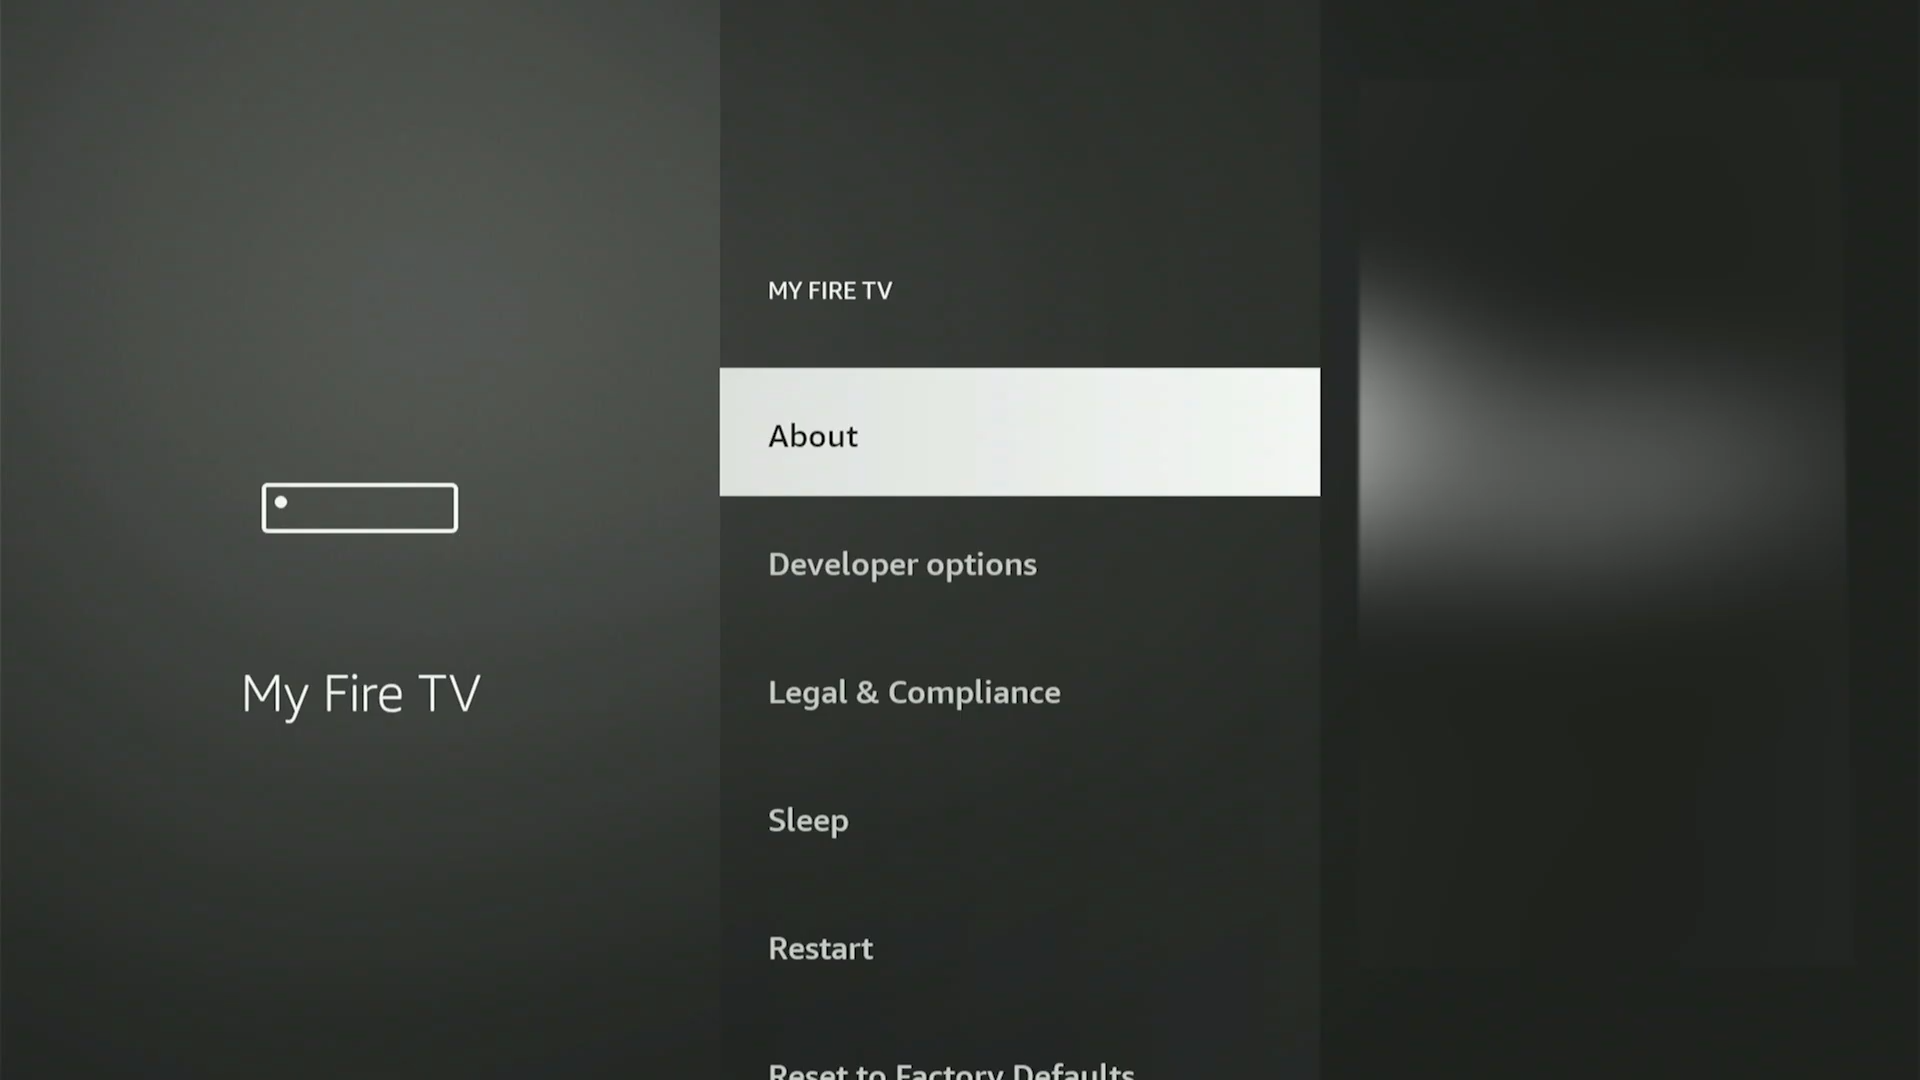 My Fire TV
MY FIRE TV
About
Developer options
Legal & Compliance
Sleep
Restart
Reset to Factory Defaults